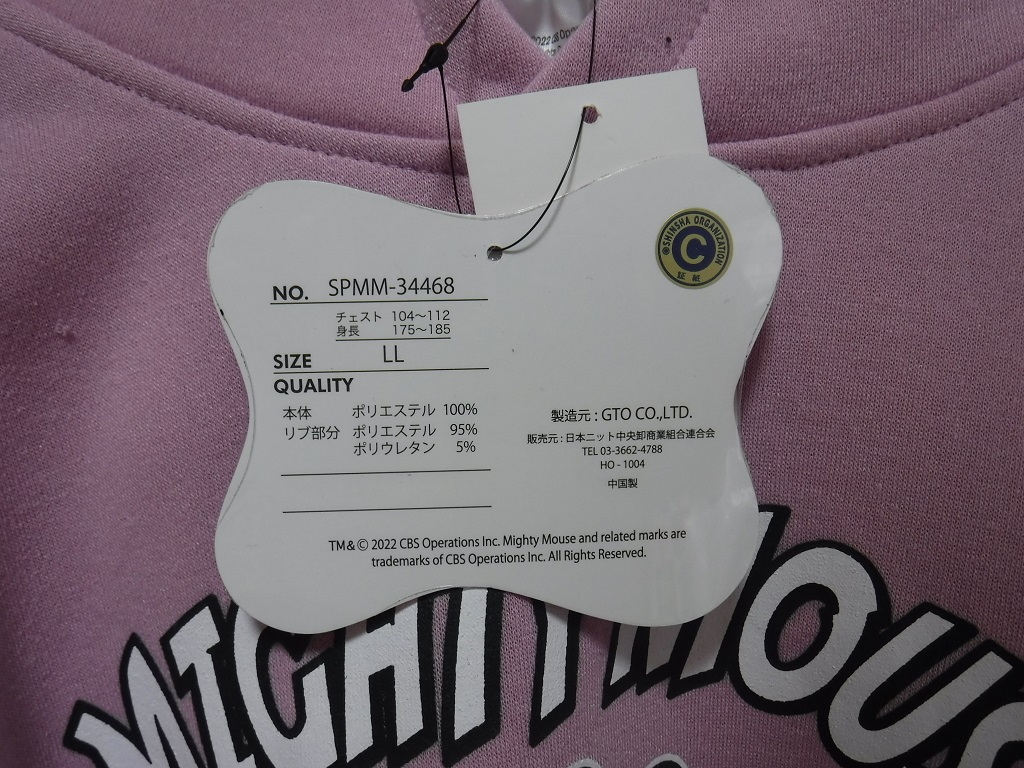 2022 CBS Ope
®SHINSHA ORGANIZATION
C
証紙
NO. SPMM-34468
チェスト 104~112
身長 175~185
SIZE LL
QUALITY
本体 ポリエステル 100%
リブ部分 ポリエステル 95%
ポリウレタン 5%
製造元 : GTO CO.,LTD.
販売元 : 日本ニット中央卸商業組合連合会
TEL 03-3662-4788
HO - 1004
中国製
TM & © 2022 CBS Operations Inc. Mighty Mouse and related marks are
trademarks of CBS Operations Inc. All Rights Reserved.
MIGHTY MOUS